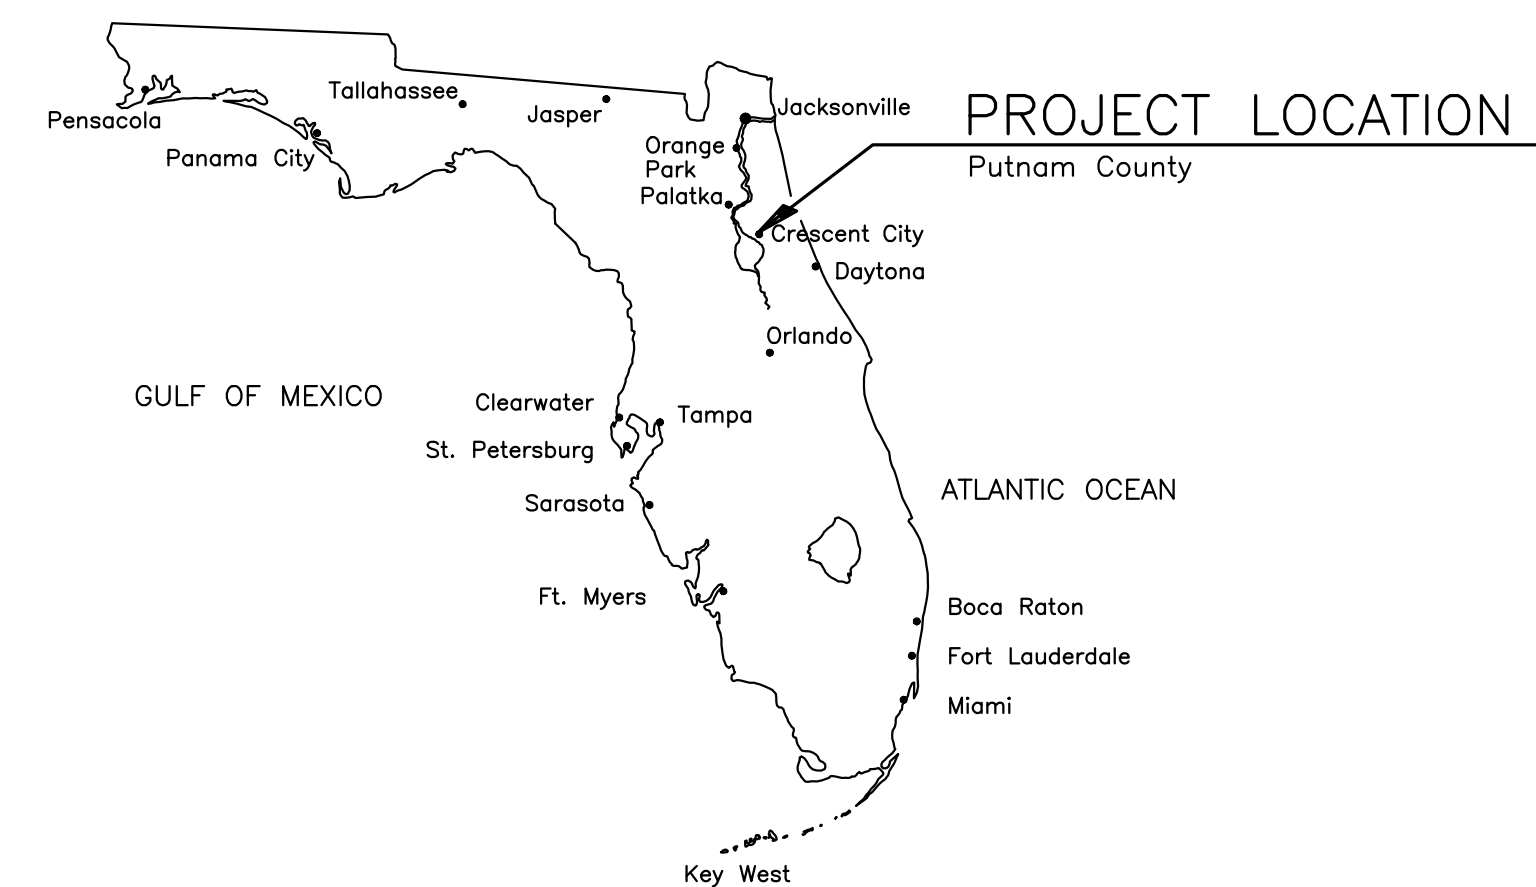 Tallahassee
Jasper
Jacksonville
PROJECT LOCATION
Pensacola
Panama City
Orange
Park
Putnam County
Palatka
Crescent City
Daytona
Orlando
GULF OF MEXICO
Clearwater
Tampa
St. Petersburg
ATLANTIC OCEAN
Sarasota
Ft. Myers
Boca Raton
Fort Lauderdale
Miami
Key West